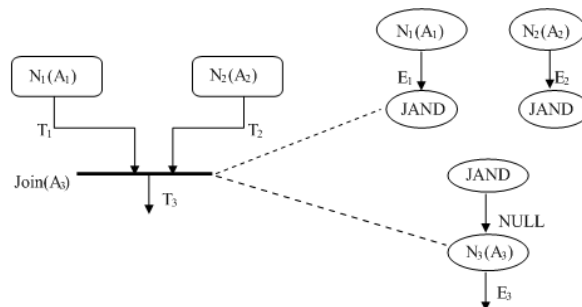 N₁(A₁)
N₂(A₂)
N₁(A₁)
N₂(A₂)
E₁
E₂
JAND
JAND
T₁
T₂
Join(A₃)
T₃
JAND
NULL
N₃(A₃)
E₃